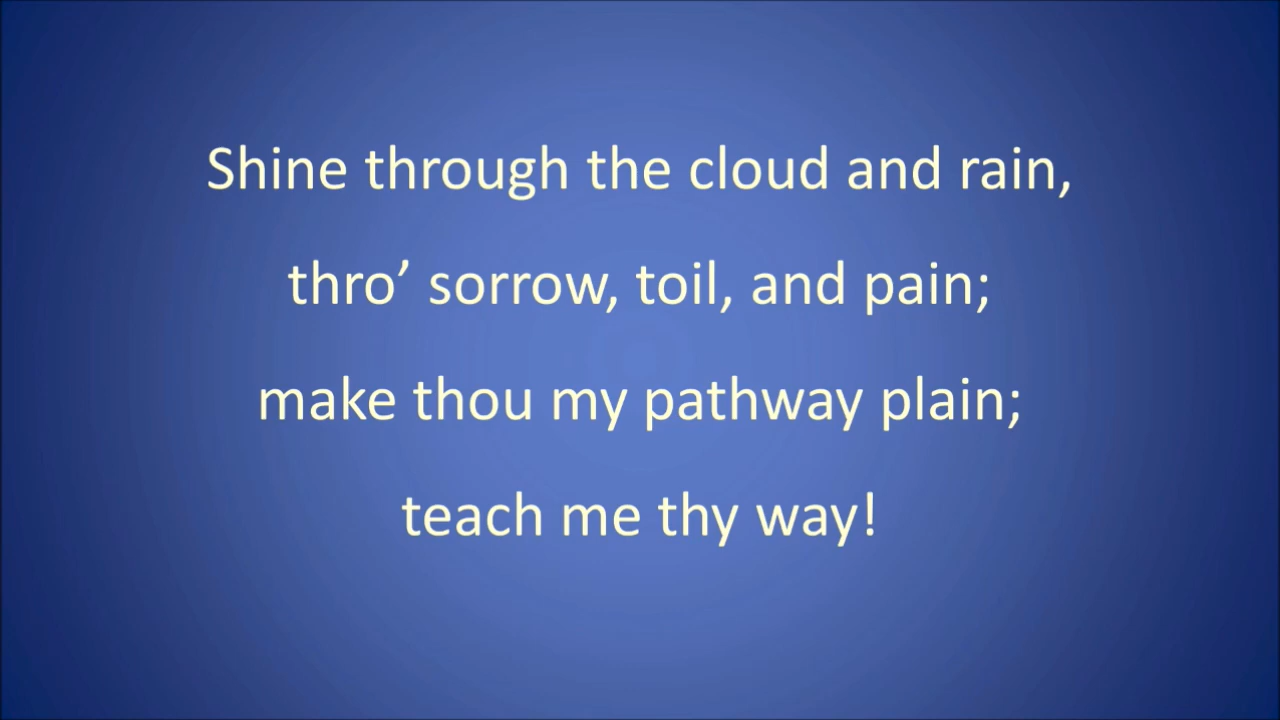 Shine through the cloud and rain,
thro’ sorrow, toil, and pain;
make thou my pathway plain;
teach me thy way!